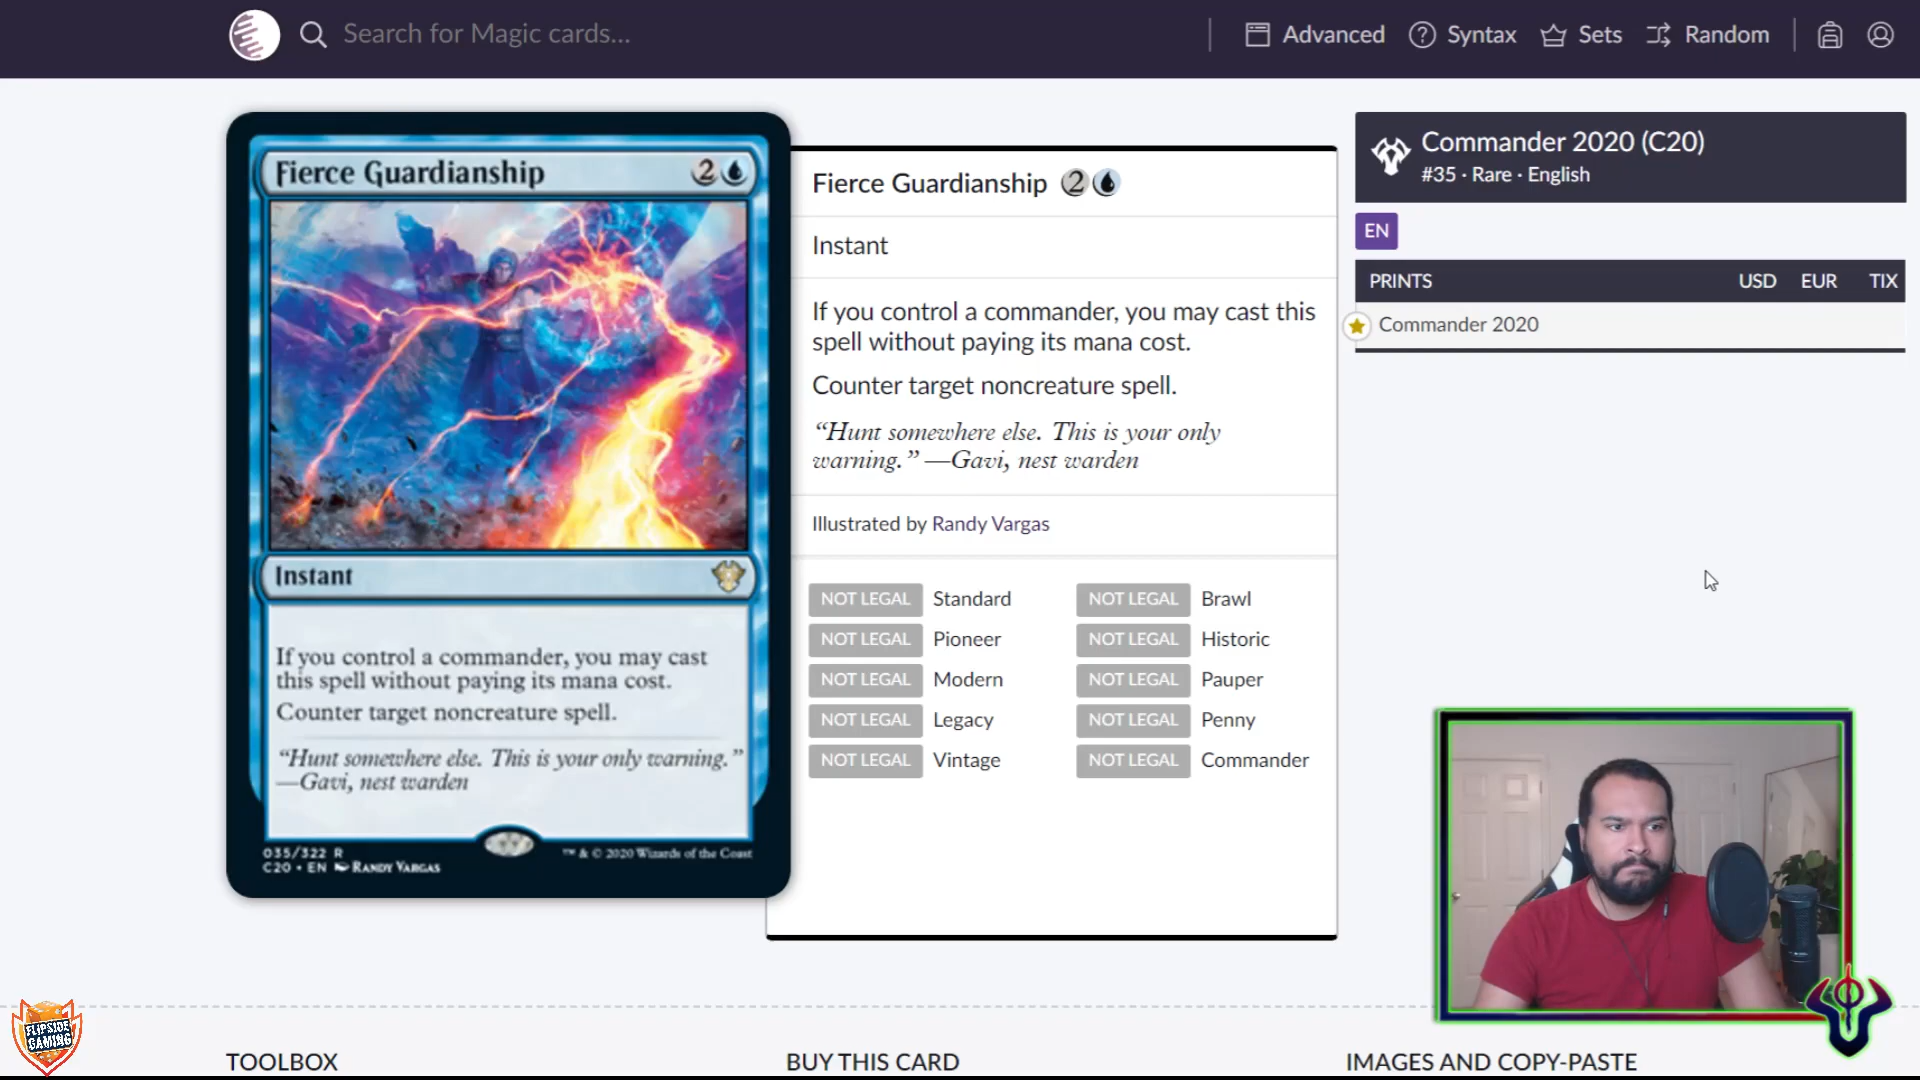 Search for Magic cards...
Advanced
Syntax
Sets
Random
Fierce Guardianship 2
Instant
If you control a commander, you may cast
this spell without paying its mana cost.
Counter target noncreature spell.
“Hunt somewhere else. This is your only warning.”
—Gavi, nest warden
035/322 R
C20 • EN RANDY VARGAS
™ & © 2020 Wizards of the Coast
Fierce Guardianship 2
Instant
If you control a commander, you may cast this
spell without paying its mana cost.
Counter target noncreature spell.
“Hunt somewhere else. This is your only
warning.” —Gavi, nest warden
Illustrated by Randy Vargas
NOT LEGAL Standard NOT LEGAL Brawl
NOT LEGAL Pioneer NOT LEGAL Historic
NOT LEGAL Modern NOT LEGAL Pauper
NOT LEGAL Legacy NOT LEGAL Penny
NOT LEGAL Vintage NOT LEGAL Commander
Commander 2020 (C20)
#35 · Rare · English
EN
PRINTS USD EUR TIX
Commander 2020
FLIPSIDE
GAMING
TOOLBOX
BUY THIS CARD
IMAGES AND COPY-PASTE